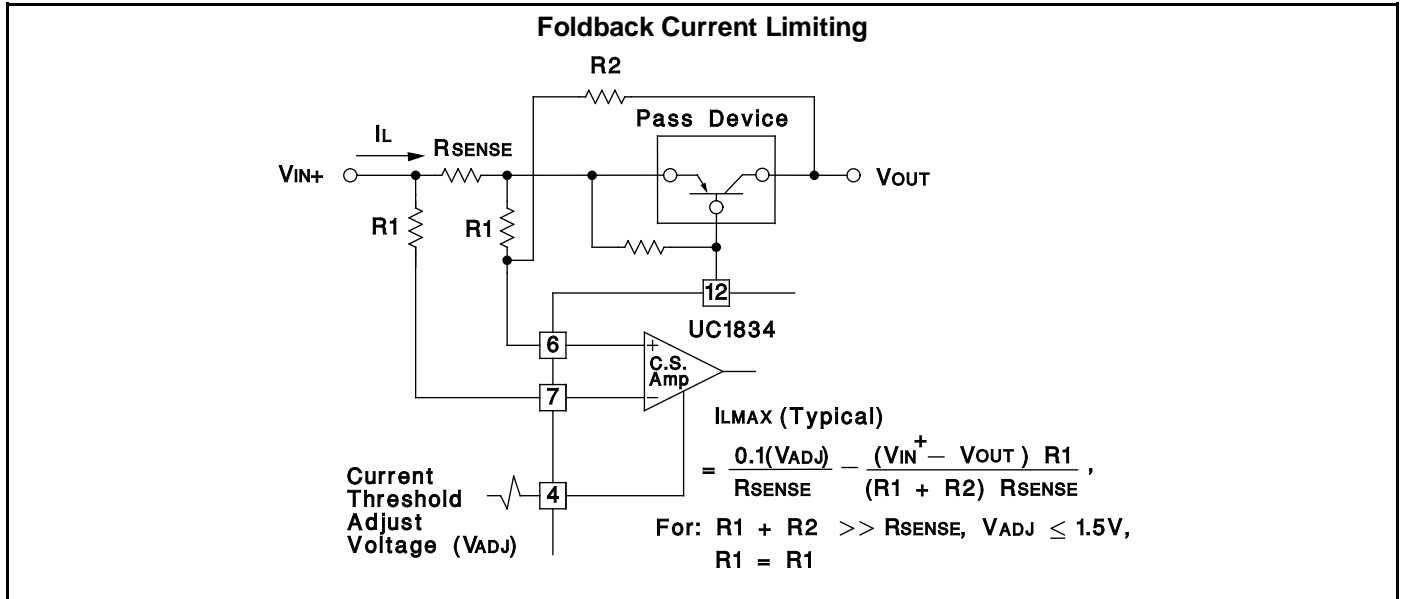 Foldback Current Limiting
R2
Pass Device
IL
RSENSE
VIN+
VOUT
R1
R1
12
UC1834
6
+
C.S.
Amp
7
−
ILMAX (Typical)
= 0.1(VADJ) / RSENSE − (VIN+ − VOUT) R1 / (R1 + R2) RSENSE ,
Current
Threshold
Adjust
Voltage (VADJ)
4
For: R1 + R2 >> RSENSE, VADJ ≤ 1.5V,
R1 = R1